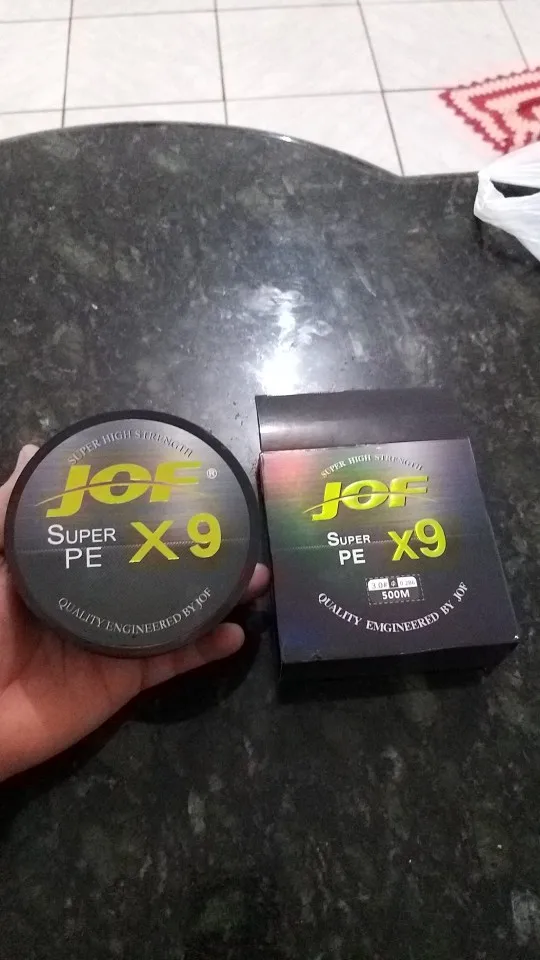 SUPER HIGH STRENGTH
JOF®
SUPER
PE
X9
QUALITY ENGINEERED BY JOF
SUPER HIGH STRENGTH
JOF
SUPER
PE
X9
500M
QUALITY EMGINEERED BY JOF